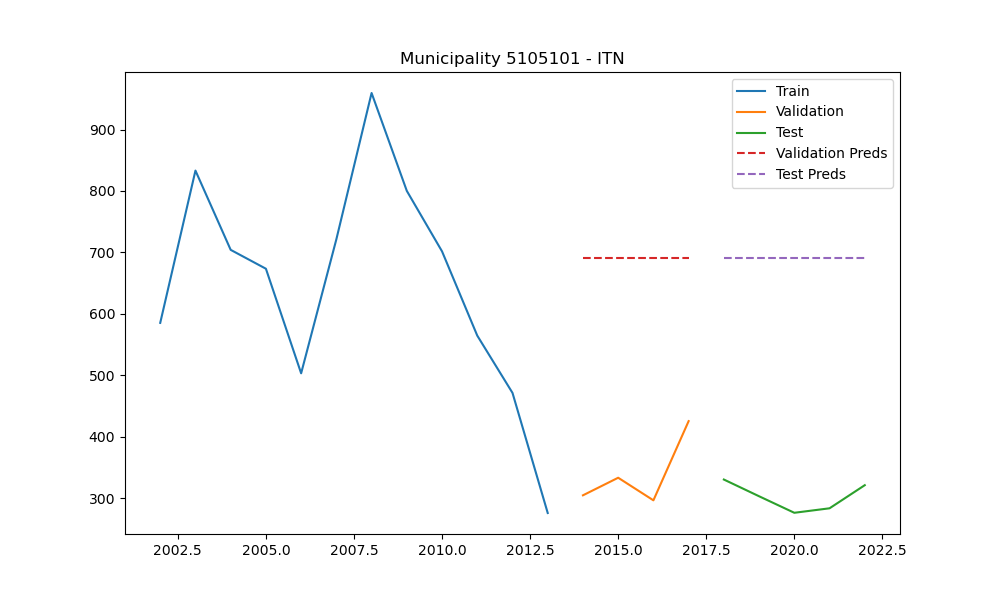 Municipality 5105101 - ITN
Train
Validation
Test
Validation Preds
Test Preds
900
800
700
600
500
400
300
2002.5 2005.0 2007.5 2010.0 2012.5 2015.0 2017.5 2020.0 2022.5